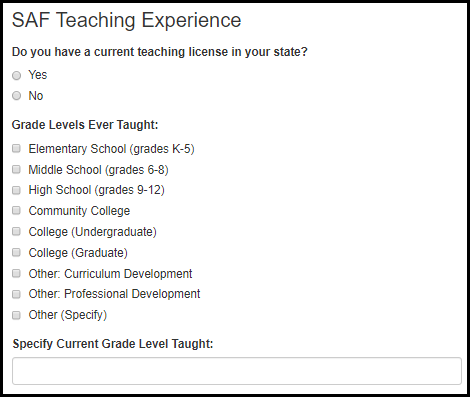 SAF Teaching Experience
Do you have a current teaching license in your state?
Yes
No
Grade Levels Ever Taught:
Elementary School (grades K-5)
Middle School (grades 6-8)
High School (grades 9-12)
Community College
College (Undergraduate)
College (Graduate)
Other: Curriculum Development
Other: Professional Development
Other (Specify)
Specify Current Grade Level Taught: